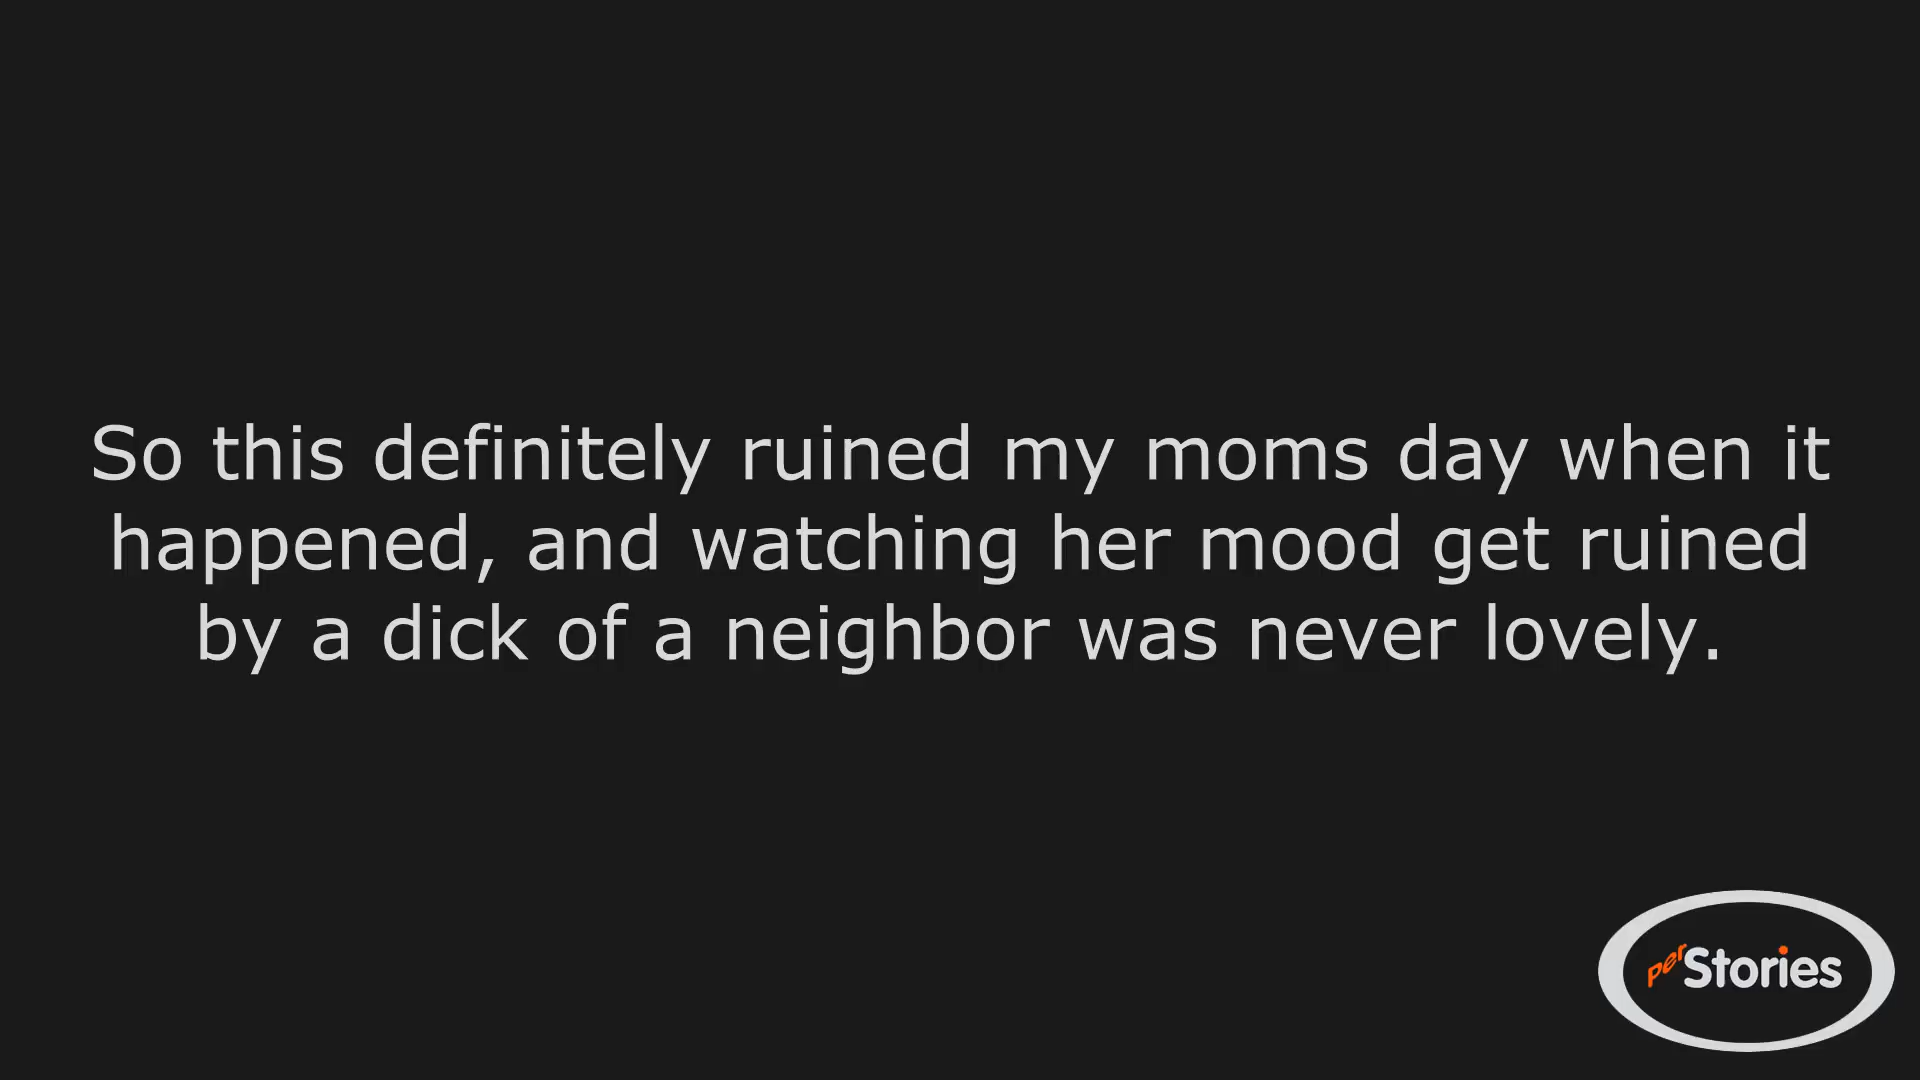 So this definitely ruined my moms day when it
happened, and watching her mood get ruined
by a dick of a neighbor was never lovely.
perStories